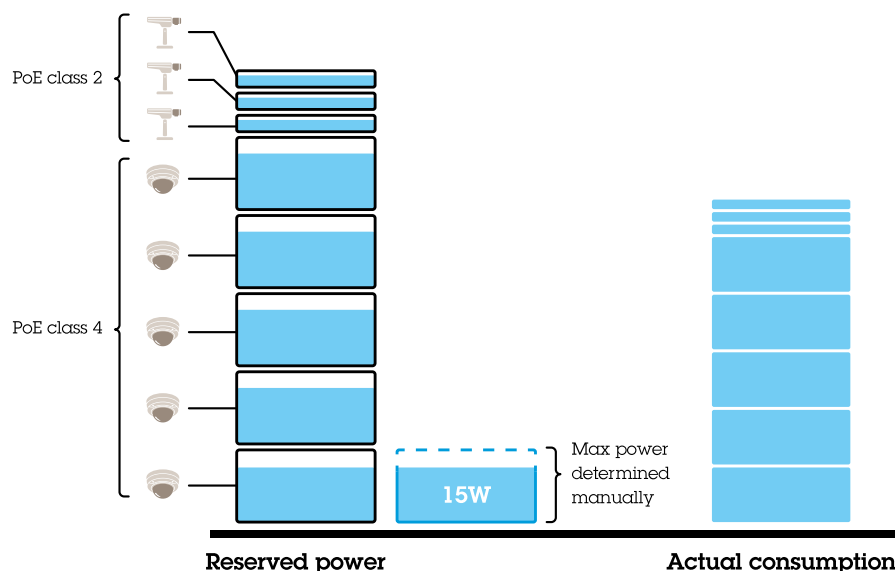 PoE class 2
PoE class 4
15W
Max power
determined
manually
Reserved power
Actual consumption